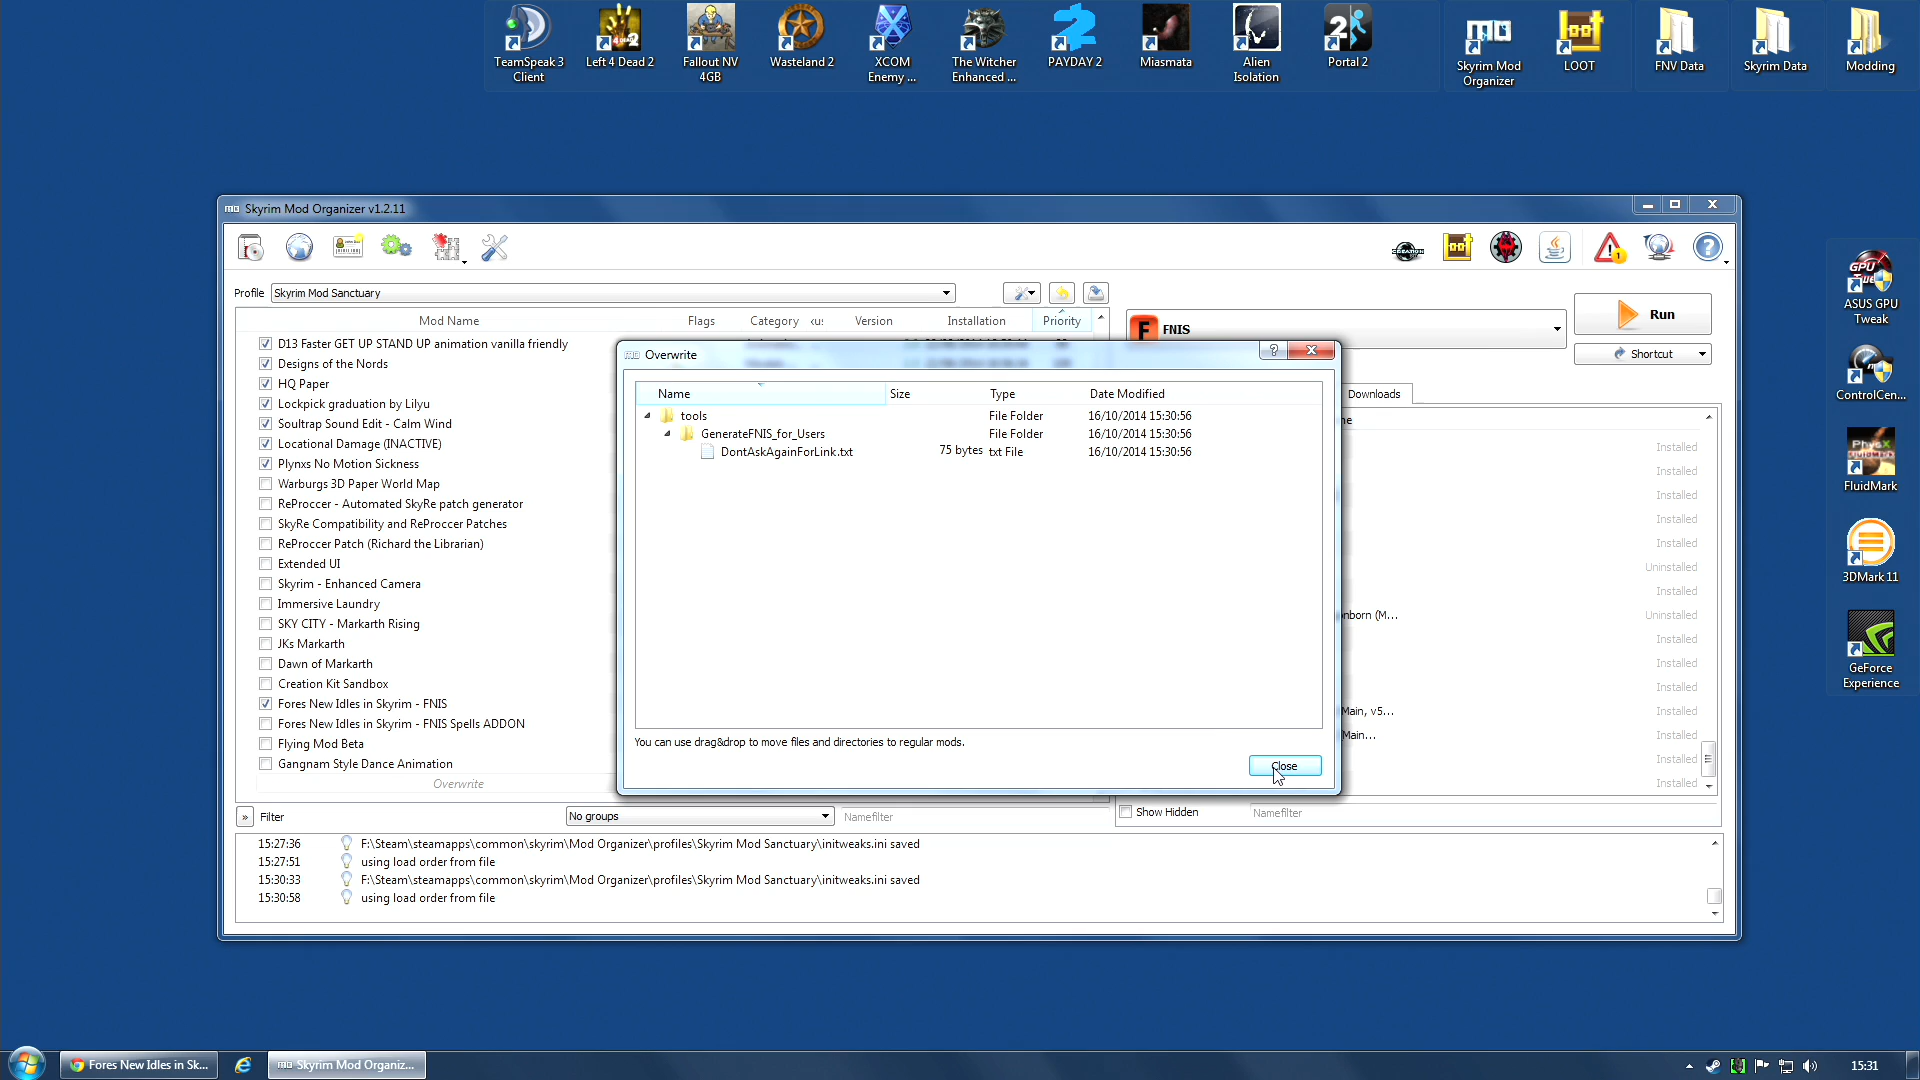 TeamSpeak 3
Client
Left 4 Dead 2
Fallout NV
4GB
Wasteland 2
XCOM
Enemy ...
The Witcher
Enhanced ...
PAYDAY 2
Miasmata
Alien
Isolation
Portal 2
Skyrim Mod
Organizer
LOOT
FNV Data
Skyrim Data
Modding
Skyrim Mod Organizer v1.2.11
Profile
Skyrim Mod Sanctuary
FNIS
Run
Shortcut
Mod Name
Flags
Category
Version
Installation
Priority
D13 Faster GET UP STAND UP animation vanilla friendly
Designs of the Nords
HQ Paper
Lockpick graduation by Lilyu
Soultrap Sound Edit - Calm Wind
Locational Damage (INACTIVE)
Plynxs No Motion Sickness
Warburgs 3D Paper World Map
ReProccer - Automated SkyRe patch generator
SkyRe Compatibility and ReProccer Patches
ReProccer Patch (Richard the Librarian)
Extended UI
Skyrim - Enhanced Camera
Immersive Laundry
SKY CITY - Markarth Rising
JKs Markarth
Dawn of Markarth
Creation Kit Sandbox
Fores New Idles in Skyrim - FNIS
Fores New Idles in Skyrim - FNIS Spells ADDON
Flying Mod Beta
Gangnam Style Dance Animation
Overwrite
Overwrite
Name
Size
Type
Date Modified
tools
File Folder
16/10/2014 15:30:56
GenerateFNIS_for_Users
File Folder
16/10/2014 15:30:56
DontAskAgainForLink.txt
75 bytes
txt File
16/10/2014 15:30:56
You can use drag&drop to move files and directories to regular mods.
Close
Downloads
Installed
Installed
Installed
Installed
Installed
Uninstalled
Installed
nborn (M...
Uninstalled
Installed
Installed
Installed
Main, v5...
Installed
Main...
Installed
Installed
Installed
Filter
No groups
Namefilter
Show Hidden
Namefilter
15:27:36 F:\Steam\steamapps\common\skyrim\Mod Organizer\profiles\Skyrim Mod Sanctuary\initweaks.ini saved
15:27:51 using load order from file
15:30:33 F:\Steam\steamapps\common\skyrim\Mod Organizer\profiles\Skyrim Mod Sanctuary\initweaks.ini saved
15:30:58 using load order from file
ASUS GPU
Tweak
ControlCen...
FluidMark
3DMark 11
GeForce
Experience
Fores New Idles in Sk...
Skyrim Mod Organiz...
15:31